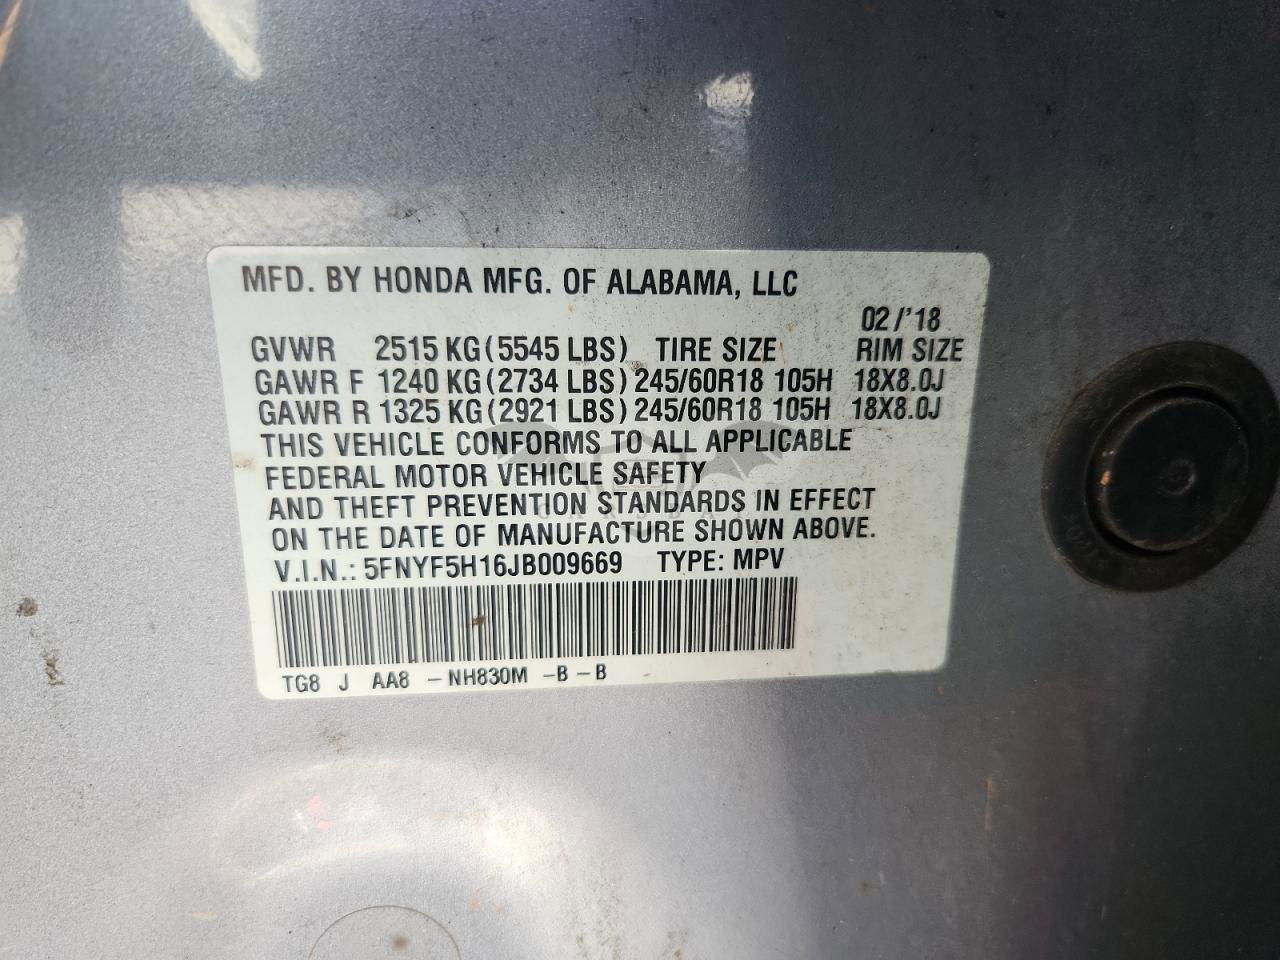 MFD. BY HONDA MFG. OF ALABAMA, LLC
02/'18
GVWR 2515 KG(5545 LBS) TIRE SIZE RIM SIZE
GAWR F 1240 KG(2734 LBS) 245/60R18 105H 18X8.0J
GAWR R 1325 KG(2921 LBS) 245/60R18 105H 18X8.0J
THIS VEHICLE CONFORMS TO ALL APPLICABLE
FEDERAL MOTOR VEHICLE SAFETY
AND THEFT PREVENTION STANDARDS IN EFFECT
ON THE DATE OF MANUFACTURE SHOWN ABOVE.
V.I.N.: 5FNYF5H16JB009669 TYPE: MPV
TG8 J AA8 -NH830M -B-B